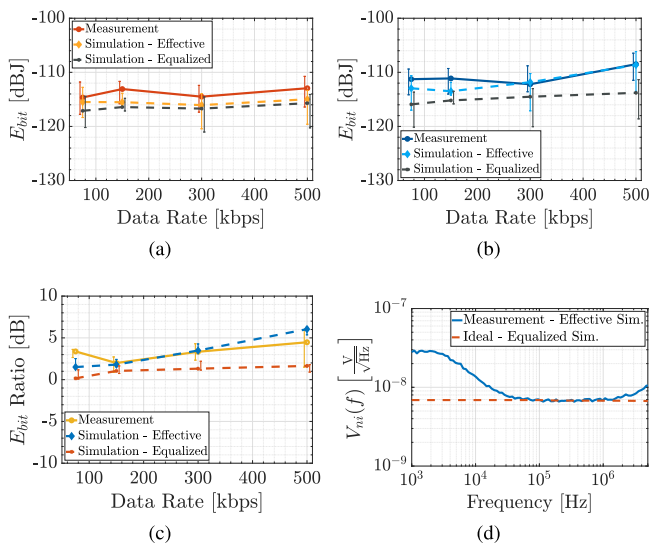 -100
-110
-120
-130
E_bit [dBJ]
Measurement
Simulation - Effective
Simulation - Equalized
100 200 300 400 500
Data Rate [kbps]
(a)
-100
-110
-120
-130
E_bit [dBJ]
Measurement
Simulation - Effective
Simulation - Equalized
100 200 300 400 500
Data Rate [kbps]
(b)
10
5
0
-5
-10
E_bit Ratio [dB]
Measurement
Simulation - Effective
Simulation - Equalized
100 200 300 400 500
Data Rate [kbps]
(c)
10^-7
10^-8
10^-9
V_ni(f) [V/√Hz]
Measurement - Effective Sim.
Ideal - Equalized Sim.
10^3 10^4 10^5 10^6
Frequency [Hz]
(d)